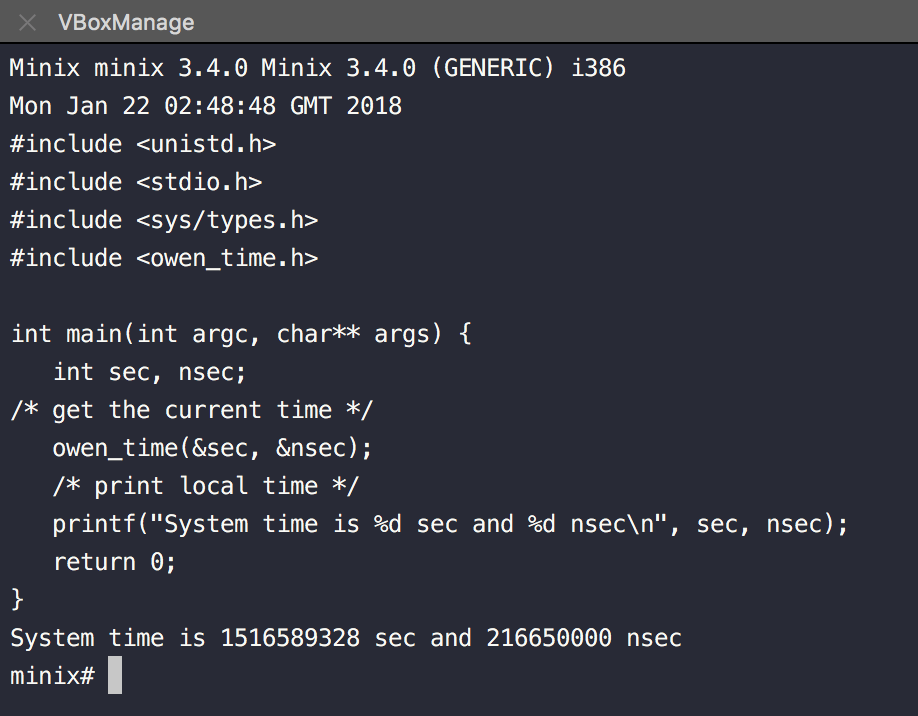 VBoxManage
Minix minix 3.4.0 Minix 3.4.0 (GENERIC) i386
Mon Jan 22 02:48:48 GMT 2018
#include <unistd.h>
#include <stdio.h>
#include <sys/types.h>
#include <owen_time.h>

int main(int argc, char** args) {
   int sec, nsec;
/* get the current time */
   owen_time(&sec, &nsec);
   /* print local time */
   printf("System time is %d sec and %d nsec\n", sec, nsec);
   return 0;
}
System time is 1516589328 sec and 216650000 nsec
minix#